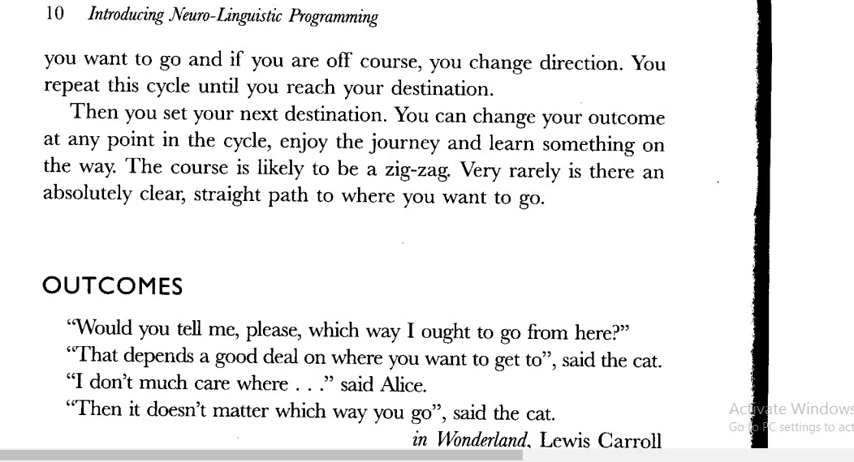 10 Introducing Neuro-Linguistic Programming
you want to go and if you are off course, you change direction. You
repeat this cycle until you reach your destination.
Then you set your next destination. You can change your outcome
at any point in the cycle, enjoy the journey and learn something on
the way. The course is likely to be a zig-zag. Very rarely is there an
absolutely clear, straight path to where you want to go.
OUTCOMES
“Would you tell me, please, which way I ought to go from here?”
“That depends a good deal on where you want to get to”, said the cat.
“I don’t much care where . . .” said Alice.
“Then it doesn’t matter which way you go”, said the cat.
in Wonderland, Lewis Carroll
Activate Windows
Go to PC settings to act